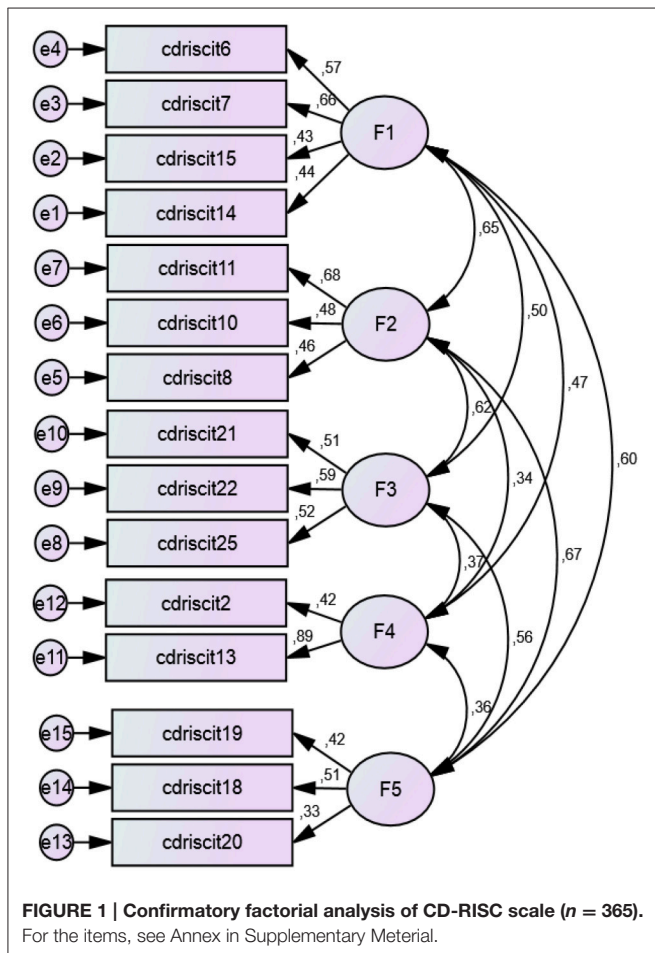 e4 cdriscit6 ,57
e3 cdriscit7 ,66 F1
e2 cdriscit15 ,43
e1 cdriscit14 ,44
,65
e7 cdriscit11 ,68
,50
e6 cdriscit10 ,48 F2
e5 cdriscit8 ,46
,47
,62
e10 cdriscit21 ,51
,60
e9 cdriscit22 ,59 F3 ,34
e8 cdriscit25 ,52
,37 ,67
e12 cdriscit2 ,42
F4 ,56
e11 cdriscit13 ,89
,36
e15 cdriscit19 ,42
e14 cdriscit18 ,51 F5
e13 cdriscit20 ,33
FIGURE 1 | Confirmatory factorial analysis of CD-RISC scale (n = 365).
For the items, see Annex in Supplementary Meterial.